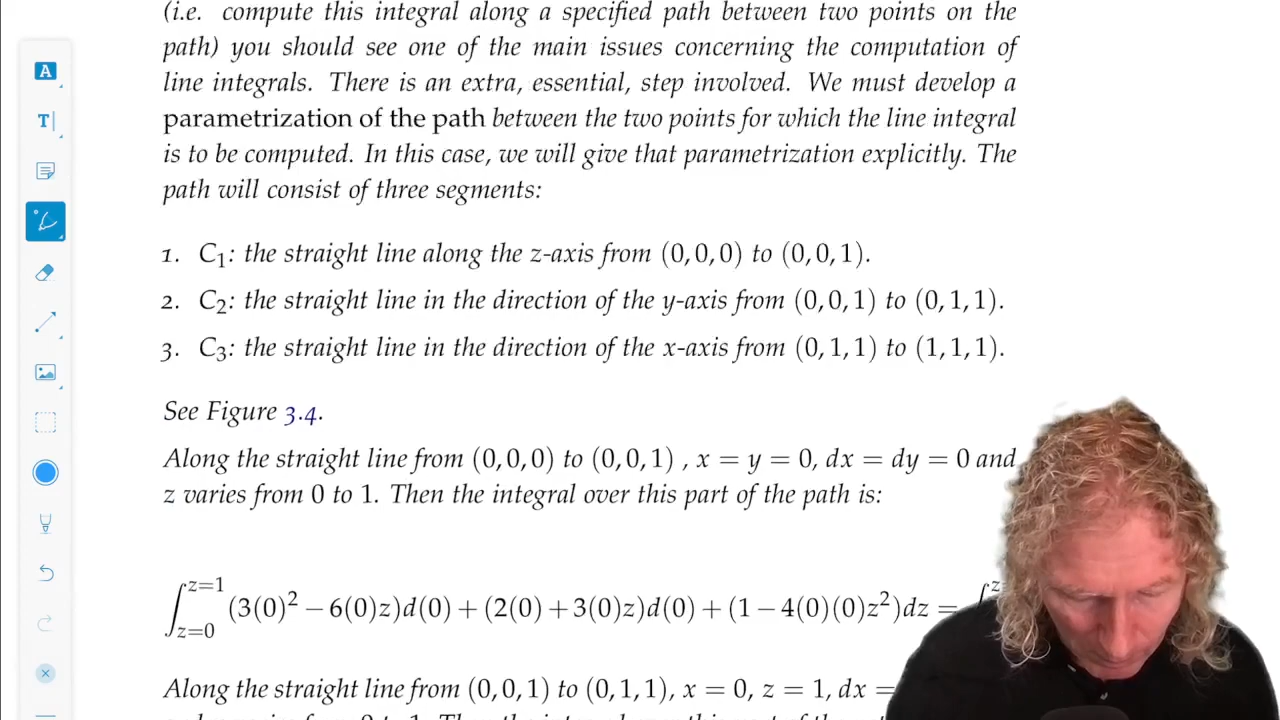 (i.e. compute this integral along a specified path between two points on the
path) you should see one of the main issues concerning the computation of
line integrals. There is an extra, essential, step involved. We must develop a
parametrization of the path between the two points for which the line integral
is to be computed. In this case, we will give that parametrization explicitly. The
path will consist of three segments:
1. C₁: the straight line along the z-axis from (0,0,0) to (0,0,1).
2. C₂: the straight line in the direction of the y-axis from (0,0,1) to (0,1,1).
3. C₃: the straight line in the direction of the x-axis from (0,1,1) to (1,1,1).
See Figure 3.4.
Along the straight line from (0,0,0) to (0,0,1) , x = y = 0, dx = dy = 0 and
z varies from 0 to 1. Then the integral over this part of the path is:
∫_{z=0}^{z=1} (3(0)² − 6(0)z)d(0) + (2(0) + 3(0)z)d(0) + (1 − 4(0)(0)z²)dz = ∫
Along the straight line from (0,0,1) to (0,1,1), x = 0, z = 1, dx =